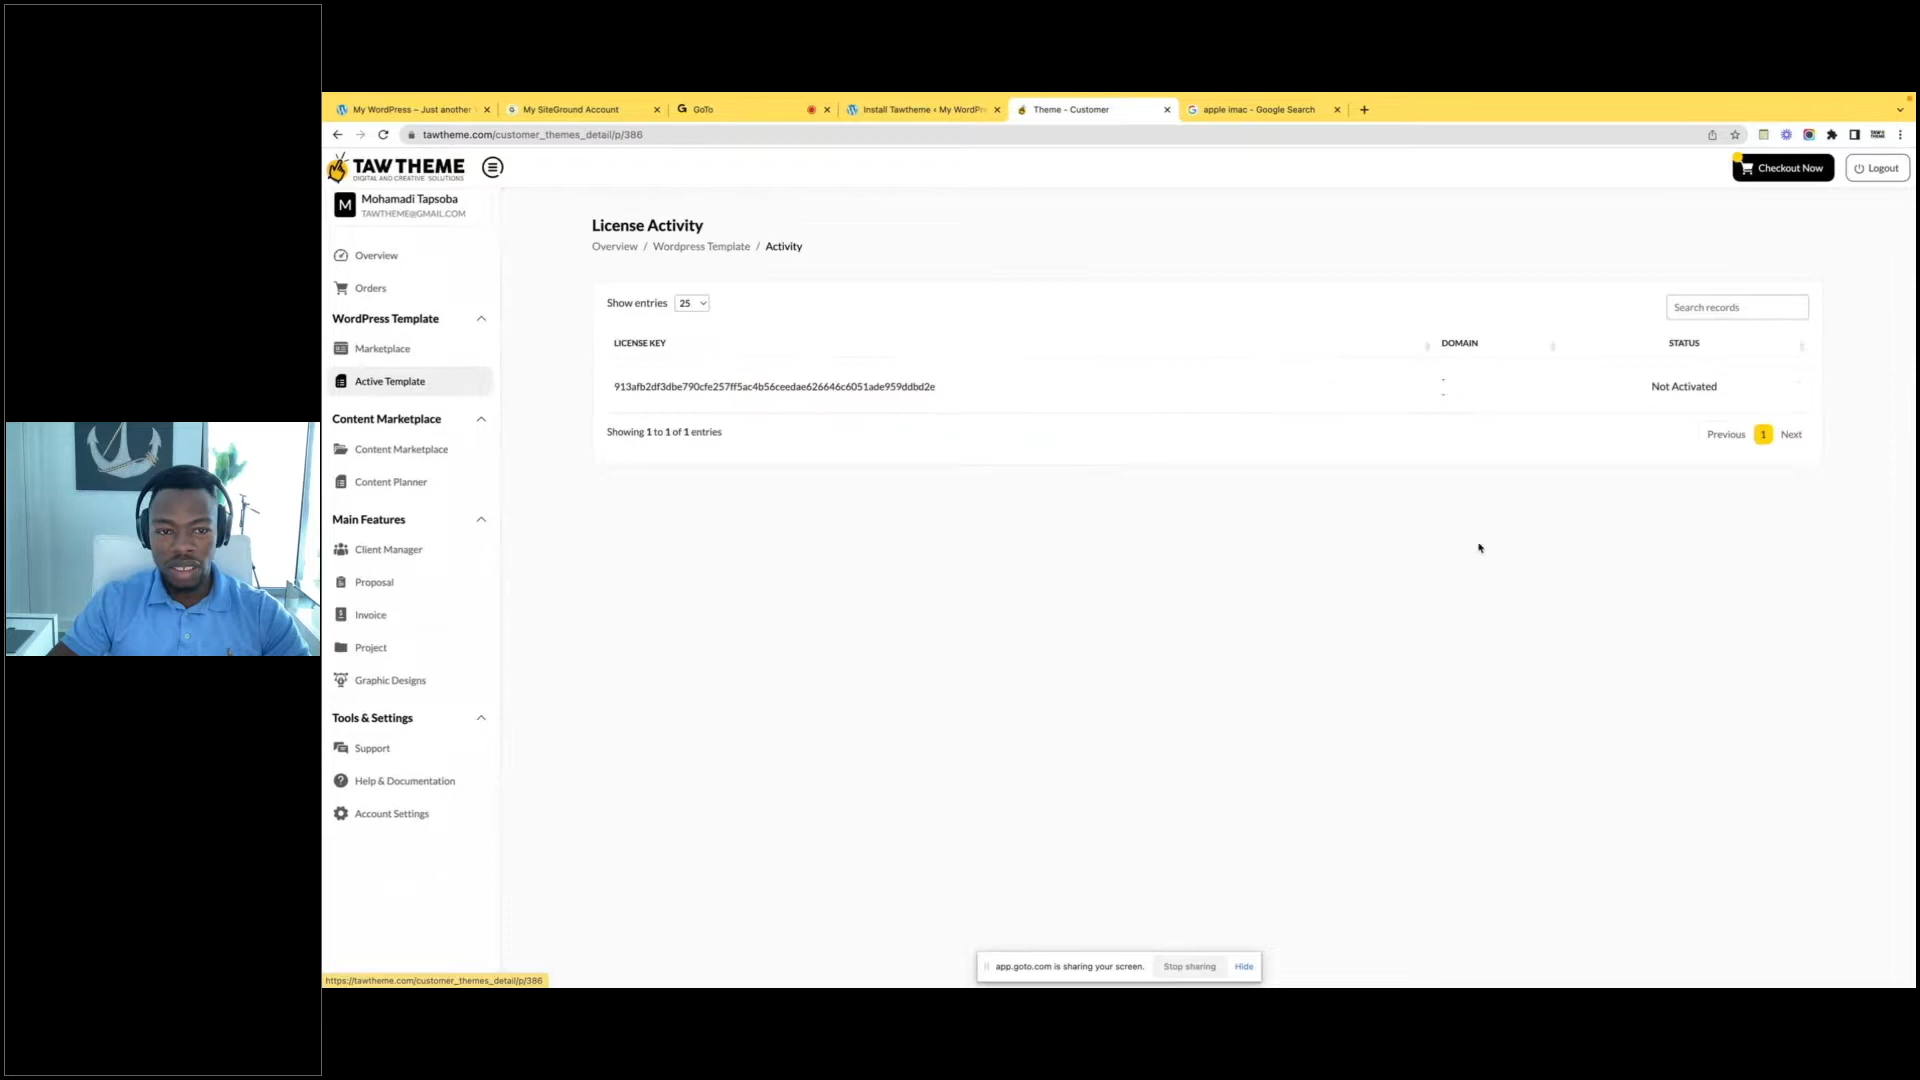 My WordPress – Just another
My SiteGround Account
GoTo
Install Tawtheme ‹ My WordPr
Theme - Customer
apple imac - Google Search
tawtheme.com/customer_themes_detail/p/386
TAW THEME
DIGITAL AND CREATIVE SOLUTIONS
Checkout Now
Logout
M
Mohamadi Tapsoba
TAWTHEME@GMAIL.COM
Overview
Orders
WordPress Template
Marketplace
Active Template
Content Marketplace
Content Marketplace
Content Planner
Main Features
Client Manager
Proposal
Invoice
Project
Graphic Designs
Tools & Settings
Support
Help & Documentation
Account Settings
License Activity
Overview / Wordpress Template / Activity
Show entries 25
Search records
LICENSE KEY DOMAIN STATUS
913afb2df3dbe790cfe257ff5ac4b56ceedae626646c6051ade959ddbd2e - Not Activated
-
Showing 1 to 1 of 1 entries
Previous 1 Next
app.goto.com is sharing your screen. Stop sharing Hide
https://tawtheme.com/customer_themes_detail/p/386